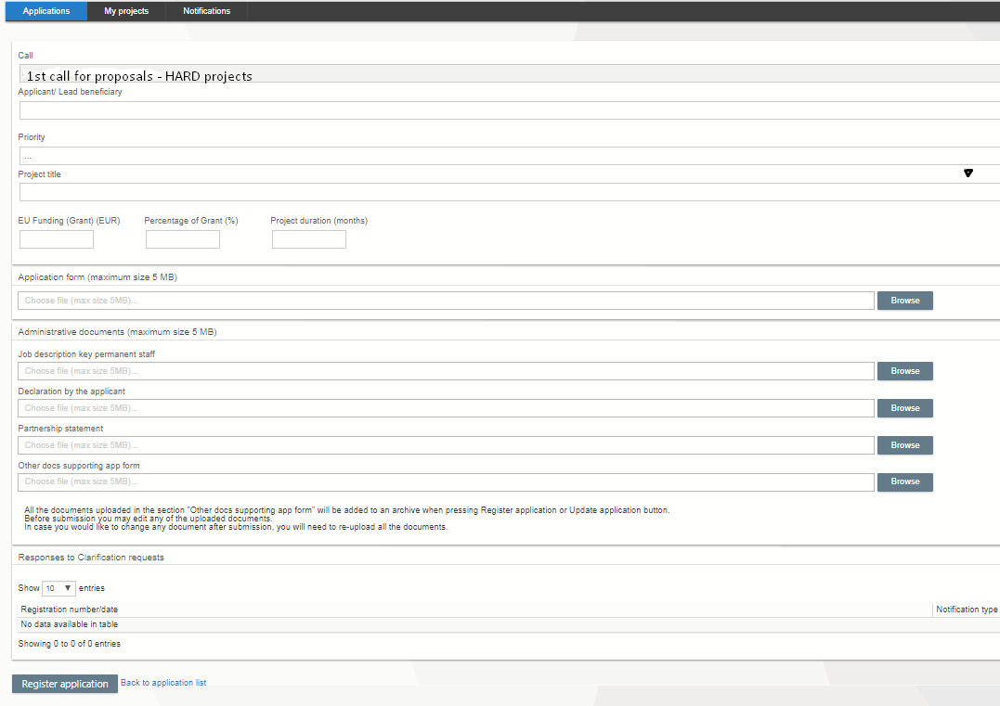 Applications My projects Notifications
Call
1st call for proposals - HARD projects
Applicant/ Lead beneficiary
Priority
...
Project title
EU Funding (Grant) (EUR) Percentage of Grant (%) Project duration (months)
Application form (maximum size 5 MB)
Choose file (max size 5MB)... Browse
Administrative documents (maximum size 5 MB)
Job description key permanent staff
Choose file (max size 5MB)... Browse
Declaration by the applicant
Choose file (max size 5MB)... Browse
Partnership statement
Choose file (max size 5MB)... Browse
Other docs supporting app form
Choose file (max size 5MB)... Browse
All the documents uploaded in the section "Other docs supporting app form" will be added to an archive when pressing Register application or Update application button.
Before submission you may edit any of the uploaded documents.
In case you would like to change any document after submission, you will need to re-upload all the documents.
Responses to Clarification requests
Show 10 entries
Registration number/date Notification type
No data available in table
Showing 0 to 0 of 0 entries
Register application Back to application list